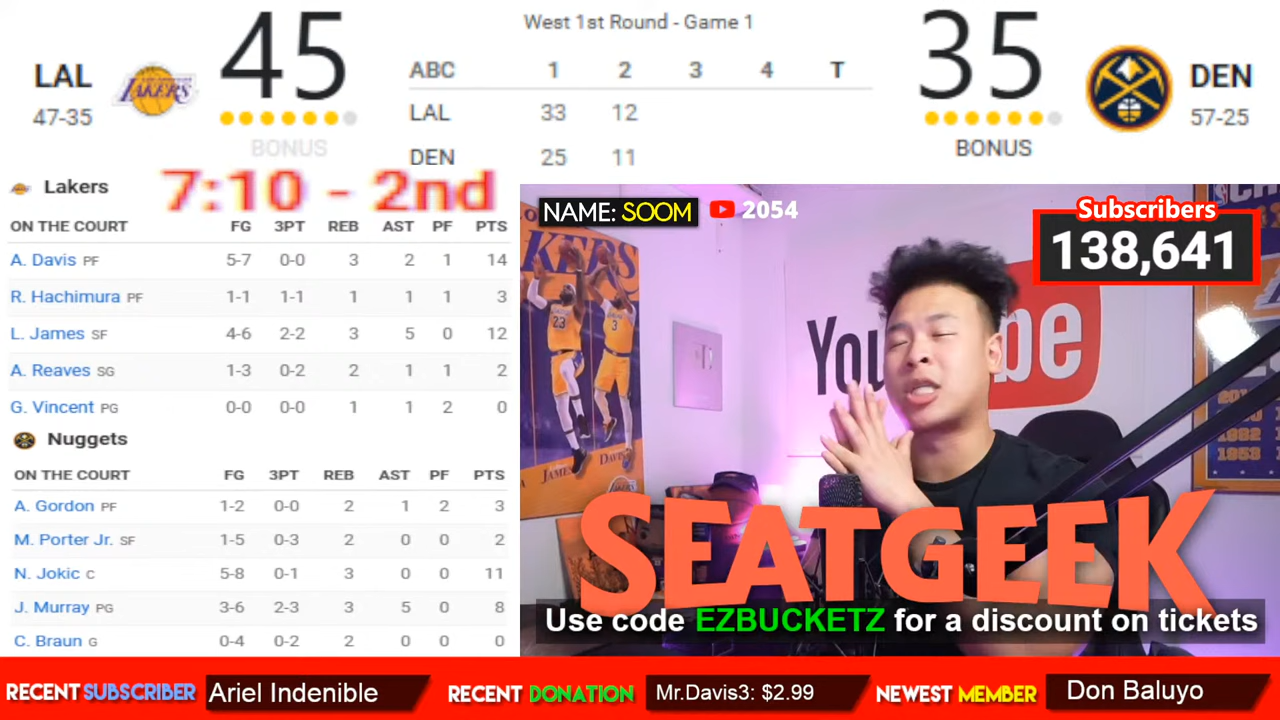 LAL
47-35
LAKERS
45
BONUS
West 1st Round - Game 1
ABC 1 2 3 4 T
LAL 33 12
DEN 25 11
35
BONUS
DEN
57-25
7:10 - 2nd
Lakers
ON THE COURT FG 3PT REB AST PF PTS
A. Davis PF 5-7 0-0 3 2 1 14
R. Hachimura PF 1-1 1-1 1 1 1 3
L. James SF 4-6 2-2 3 5 0 12
A. Reaves SG 1-3 0-2 2 1 1 2
G. Vincent PG 0-0 0-0 1 1 2 0
Nuggets
ON THE COURT FG 3PT REB AST PF PTS
A. Gordon PF 1-2 0-0 2 1 2 3
M. Porter Jr. SF 1-5 0-3 2 0 0 2
N. Jokic C 5-8 0-1 3 0 0 11
J. Murray PG 3-6 2-3 3 5 0 8
C. Braun G 0-4 0-2 2 0 0 0
NAME: SOOM
2054
Subscribers
138,641
KERS
23
3
JAMES
DAVIS
You be
SEATGEEK
Use code EZBUCKETZ for a discount on tickets
RECENT SUBSCRIBER Ariel Indenible
RECENT DONATION Mr.Davis3: $2.99
NEWEST MEMBER Don Baluyo